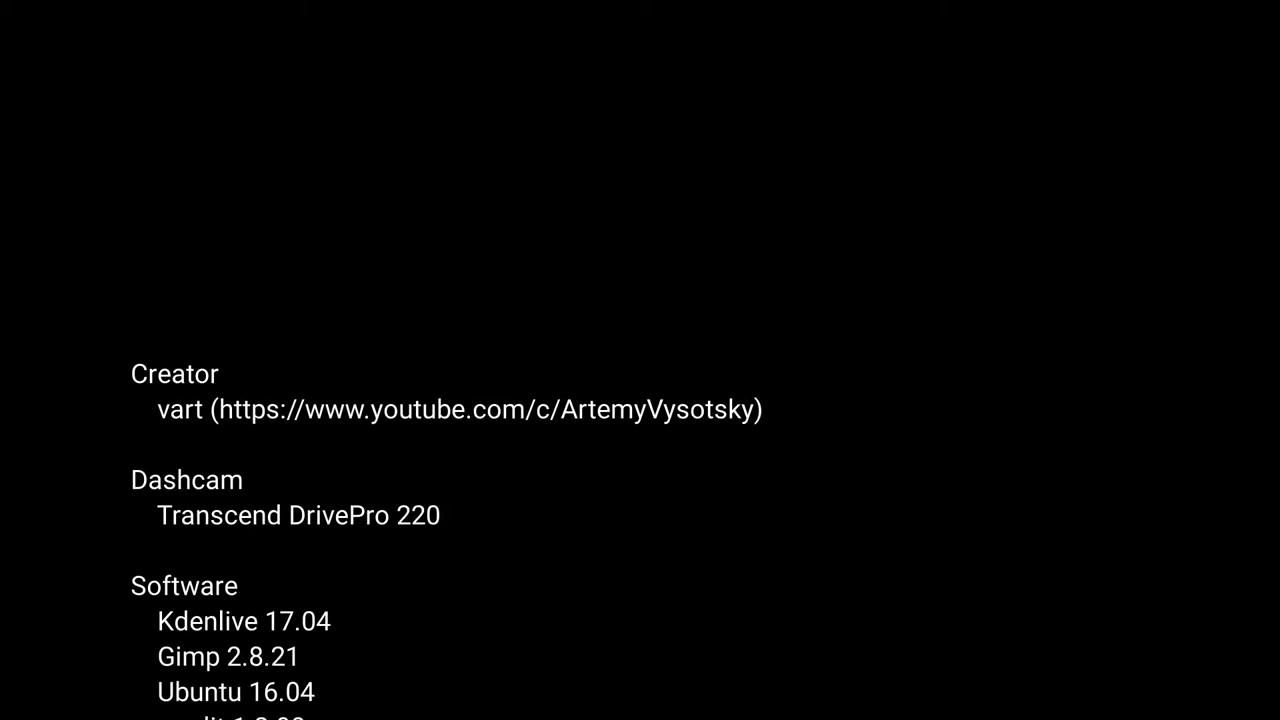 Creator
vart (https://www.youtube.com/c/ArtemyVysotsky)
Dashcam
Transcend DrivePro 220
Software
Kdenlive 17.04
Gimp 2.8.21
Ubuntu 16.04